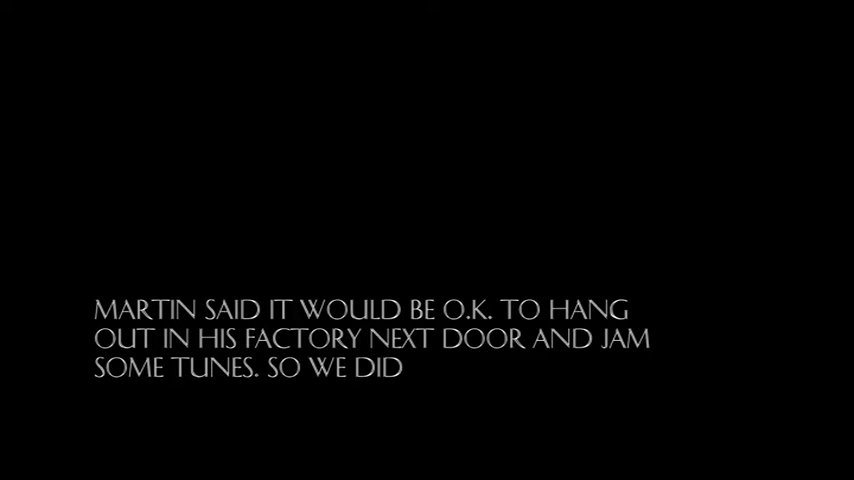 MARTIN SAID IT WOULD BE O.K. TO HANG
OUT IN HIS FACTORY NEXT DOOR AND JAM
SOME TUNES. SO WE DID